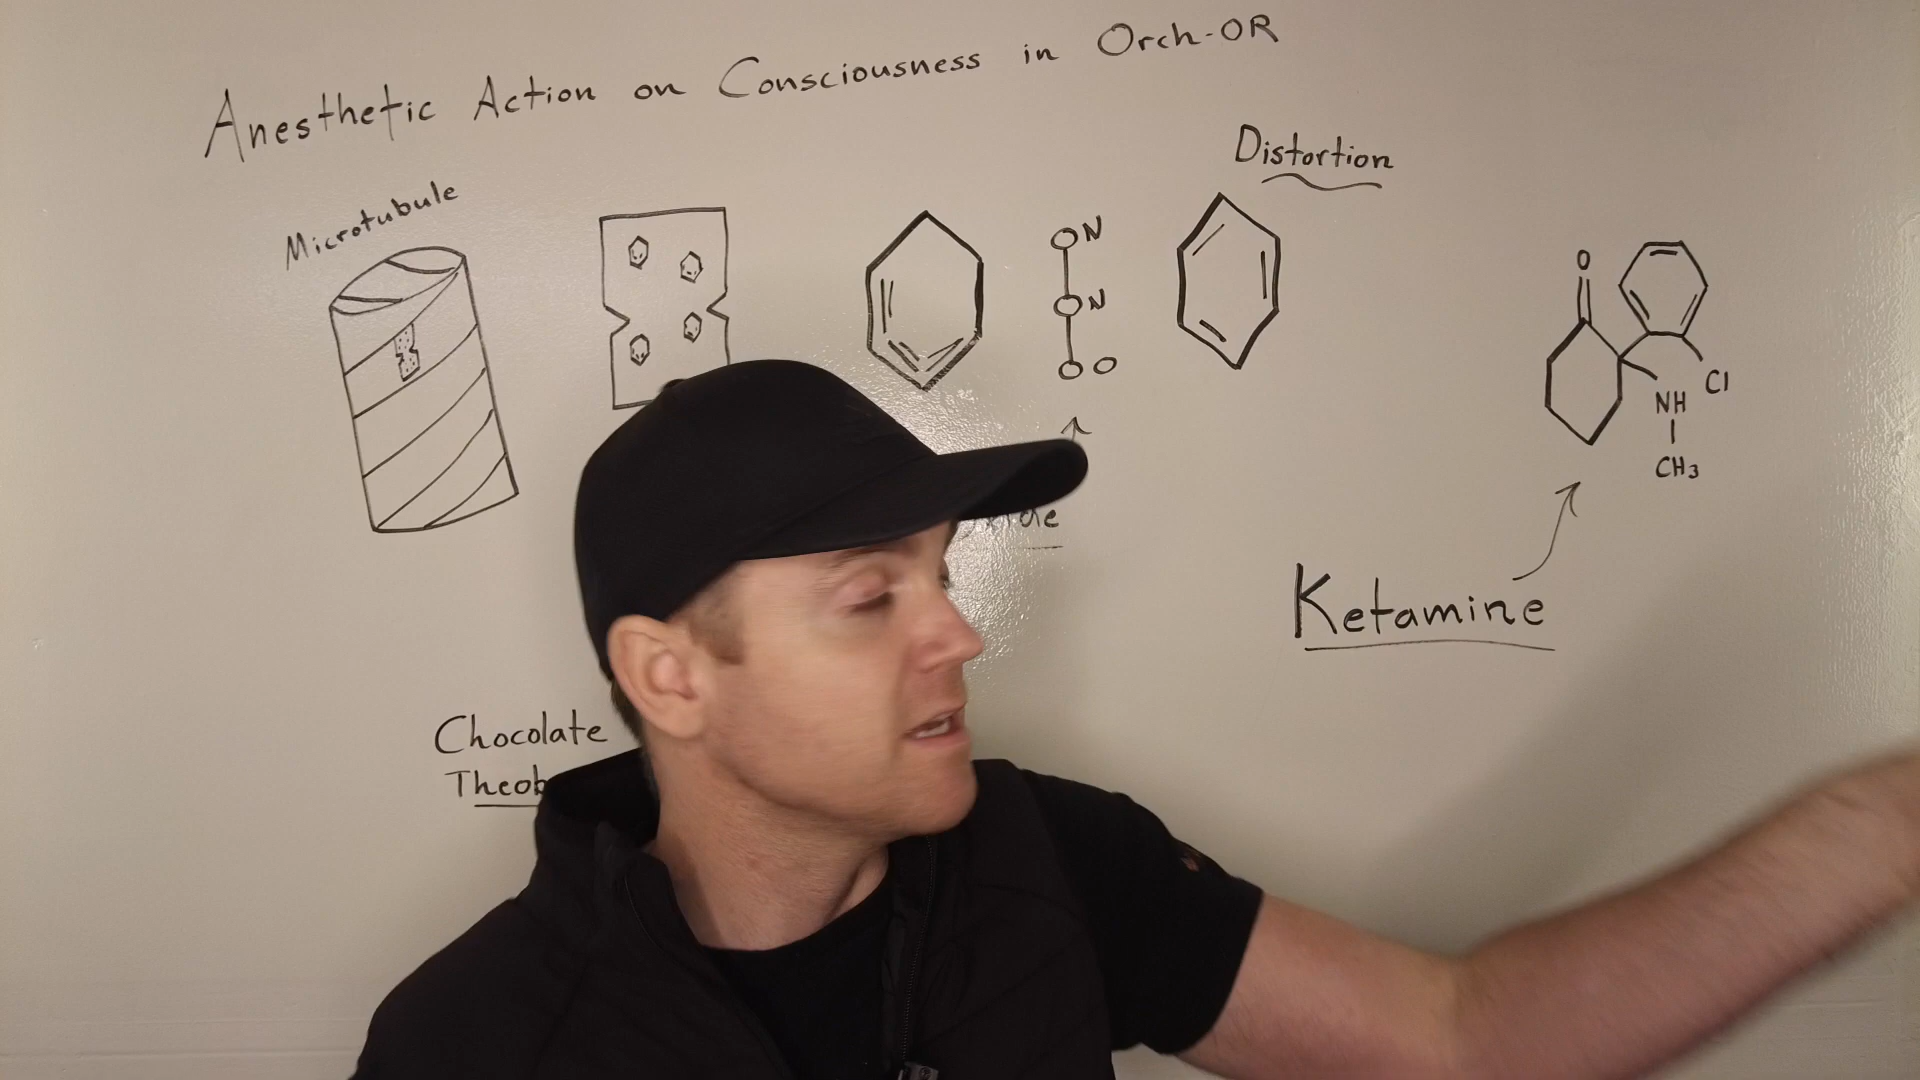 Anesthetic Action on Consciousness in Orch-OR
Distortion
Microtubule
N
N
O
O
Cl
NH
CH3
Ketamine
Chocolate